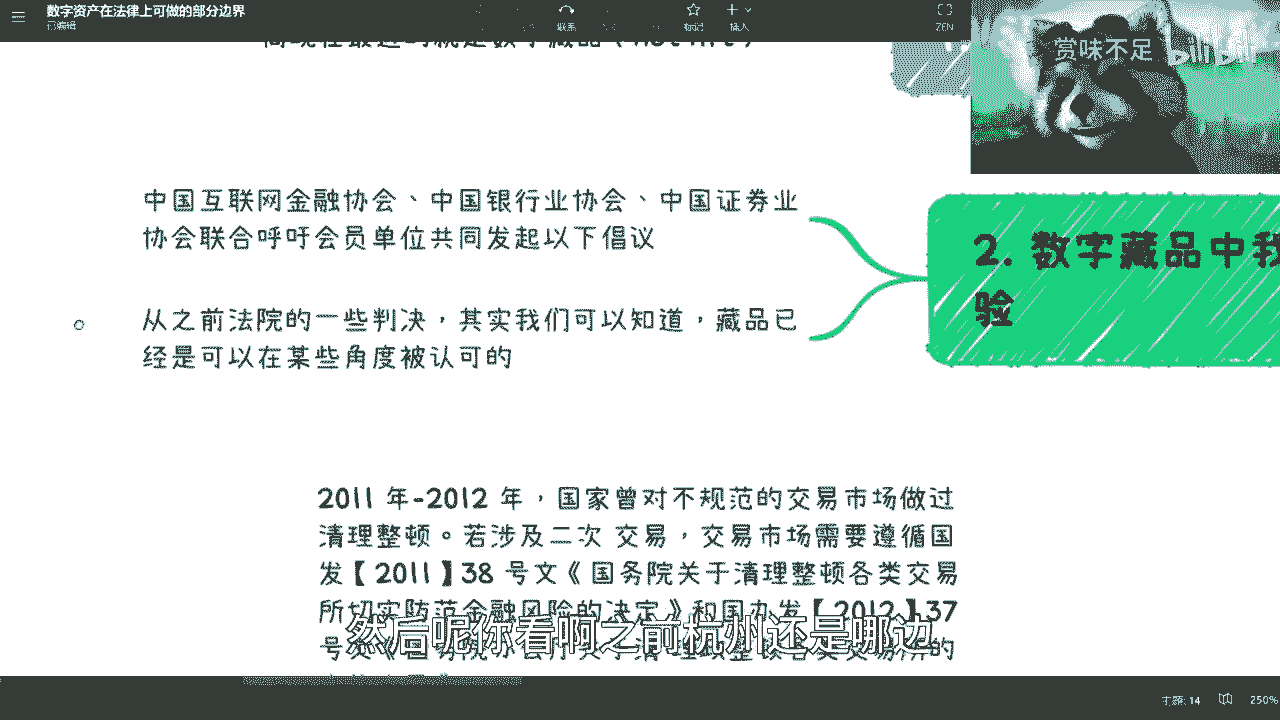 数字资产在法律上可做的部分边界
已编辑
联系
标记
插入
ZEN
赏味不足
bilibili
中国互联网金融协会、中国银行业协会、中国证券业
协会联合呼吁会员单位共同发起以下倡议
2. 数字藏品中我
验
从之前法院的一些判决，其实我们可以知道，藏品已
经是可以在某些角度被认可的
2011 年-2012 年，国家曾对不规范的交易市场做过
清理整顿。若涉及二次 交易，交易市场需要遵循国
发【2011】38 号文《国务院关于清理整顿各类交易
所切实防范金融风险的决定》和国办发【2012】37
然后呢你看啊之前杭州还是哪边
主题: 14
250%